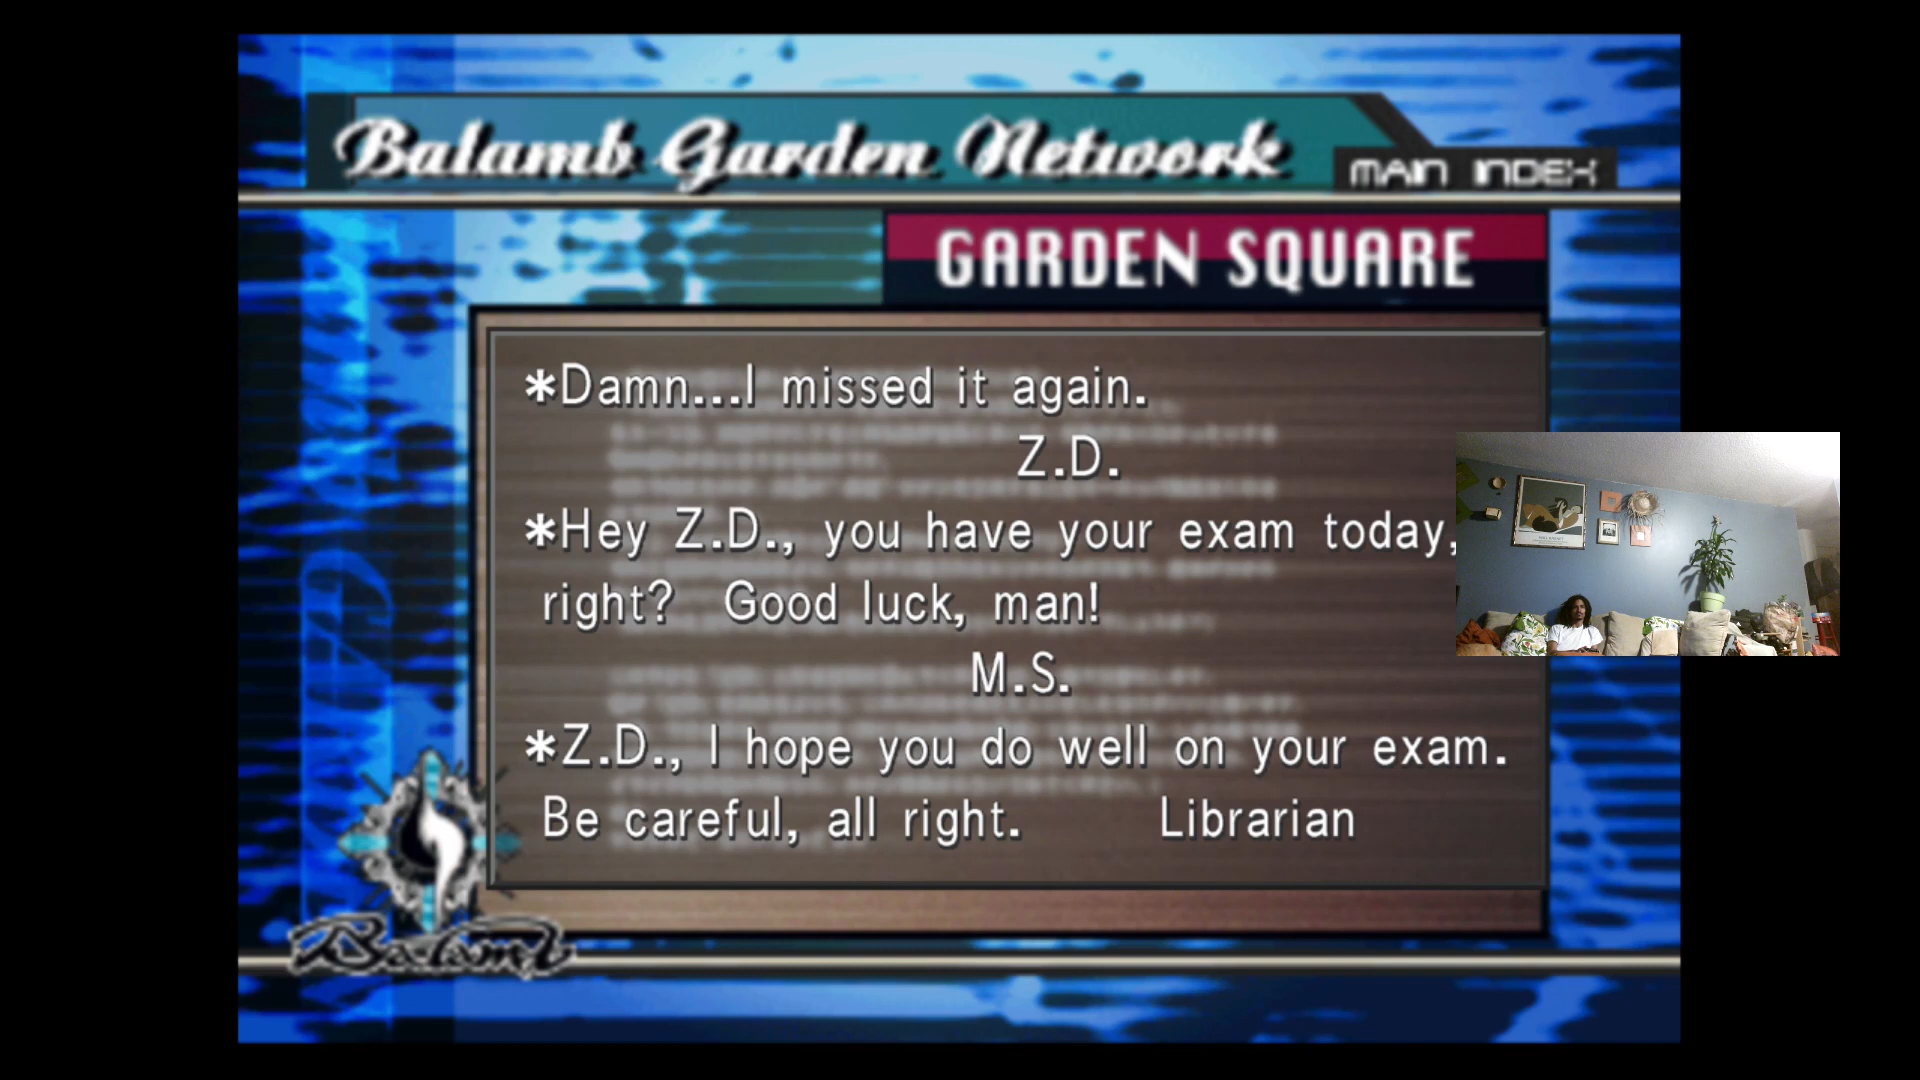 Balamb Garden Network
MAIN INDEX
GARDEN SQUARE
*Damn...I missed it again.
Z.D.
*Hey Z.D., you have your exam today,
right? Good luck, man!
M.S.
*Z.D., I hope you do well on your exam.
Be careful, all right. Librarian
Balamb